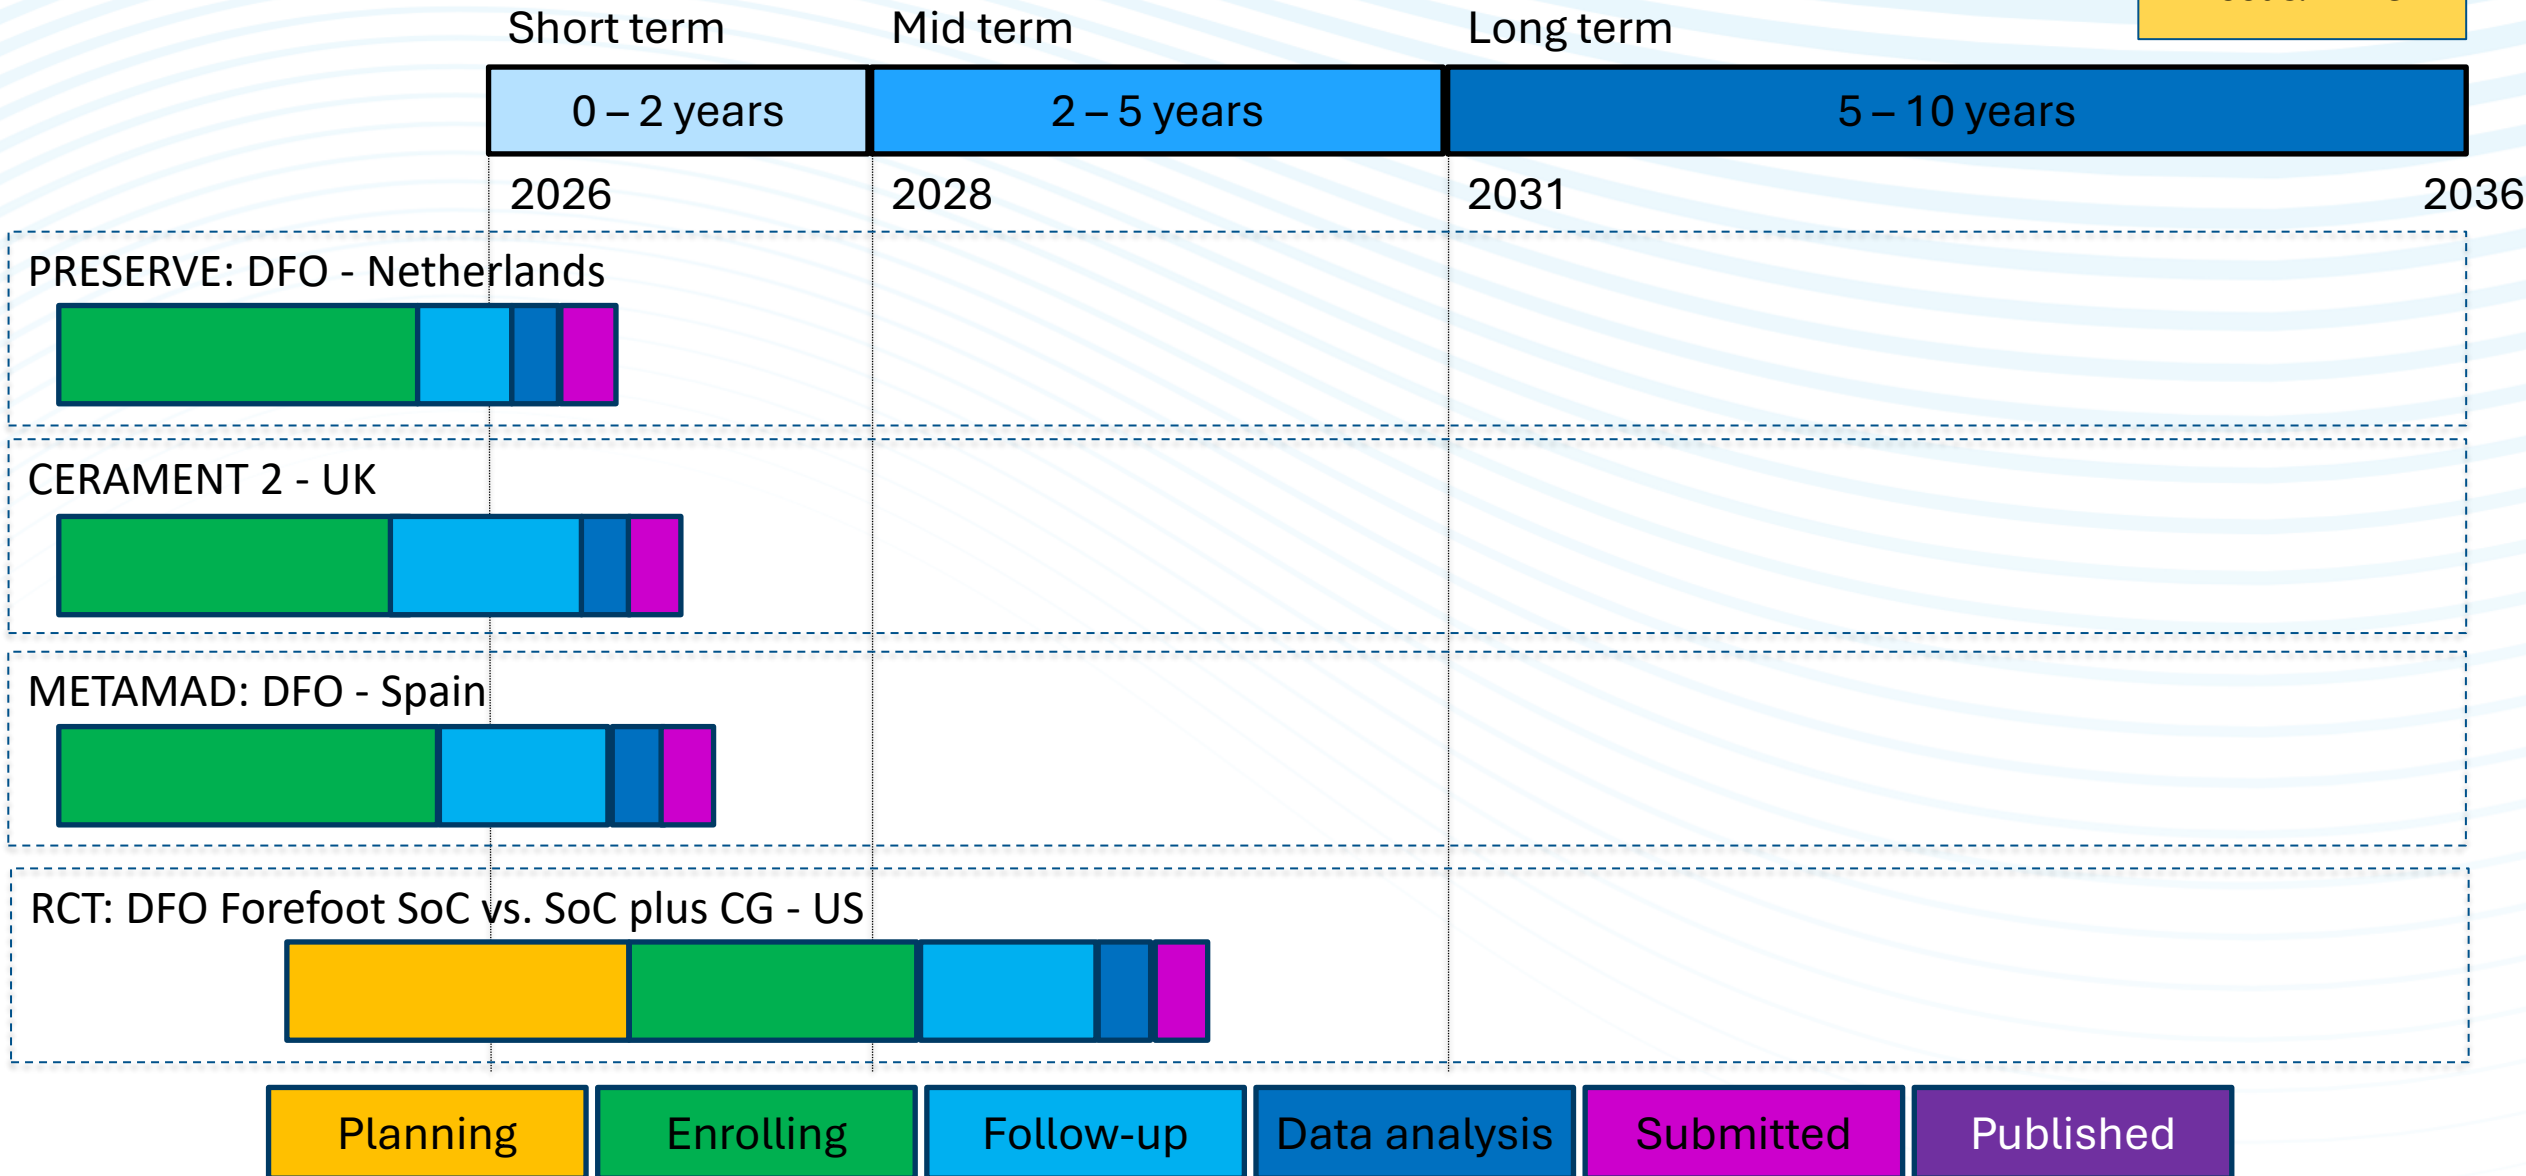 Short term
Mid term
Long term
0 – 2 years
2 – 5 years
5 – 10 years
2026
2028
2031
2036
PRESERVE: DFO - Netherlands
CERAMENT 2 - UK
METAMAD: DFO - Spain
RCT: DFO Forefoot SoC vs. SoC plus CG - US
Planning
Enrolling
Follow-up
Data analysis
Submitted
Published